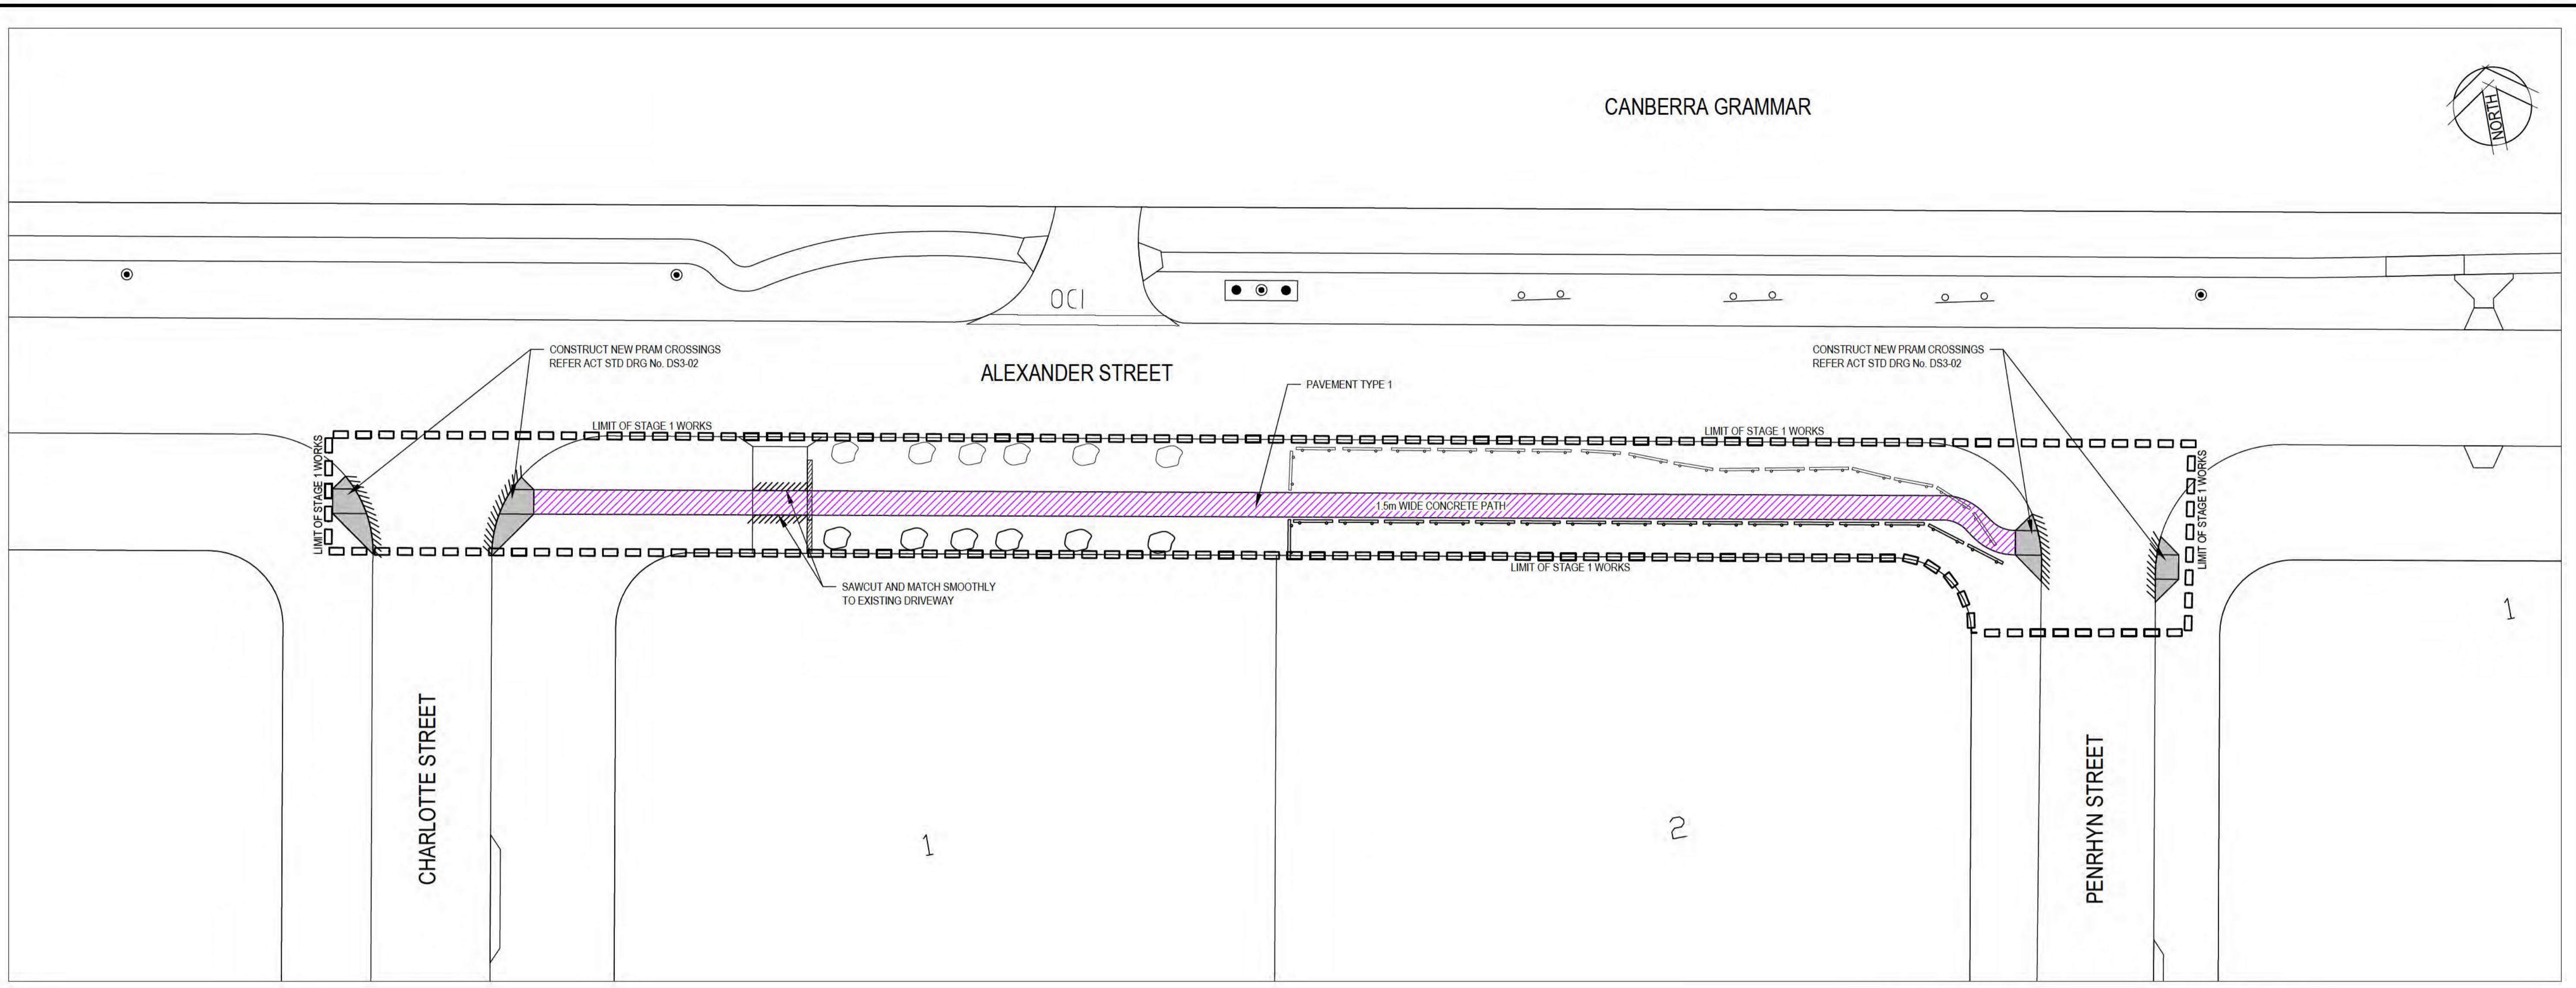 CANBERRA GRAMMAR
NORTH
OCI
CONSTRUCT NEW PRAM CROSSINGS
REFER ACT STD DRG No. DS3-02
ALEXANDER STREET
PAVEMENT TYPE 1
CONSTRUCT NEW PRAM CROSSINGS
REFER ACT STD DRG No. DS3-02
LIMIT OF STAGE 1 WORKS
LIMIT OF STAGE 1 WORKS
LIMIT OF STAGE 1 WORKS
LIMIT OF STAGE 1 WORKS
1.5m WIDE CONCRETE PATH
LIMIT OF STAGE 1 WORKS
SAWCUT AND MATCH SMOOTHLY
TO EXISTING DRIVEWAY
1
CHARLOTTE STREET
1
2
PENRHYN STREET